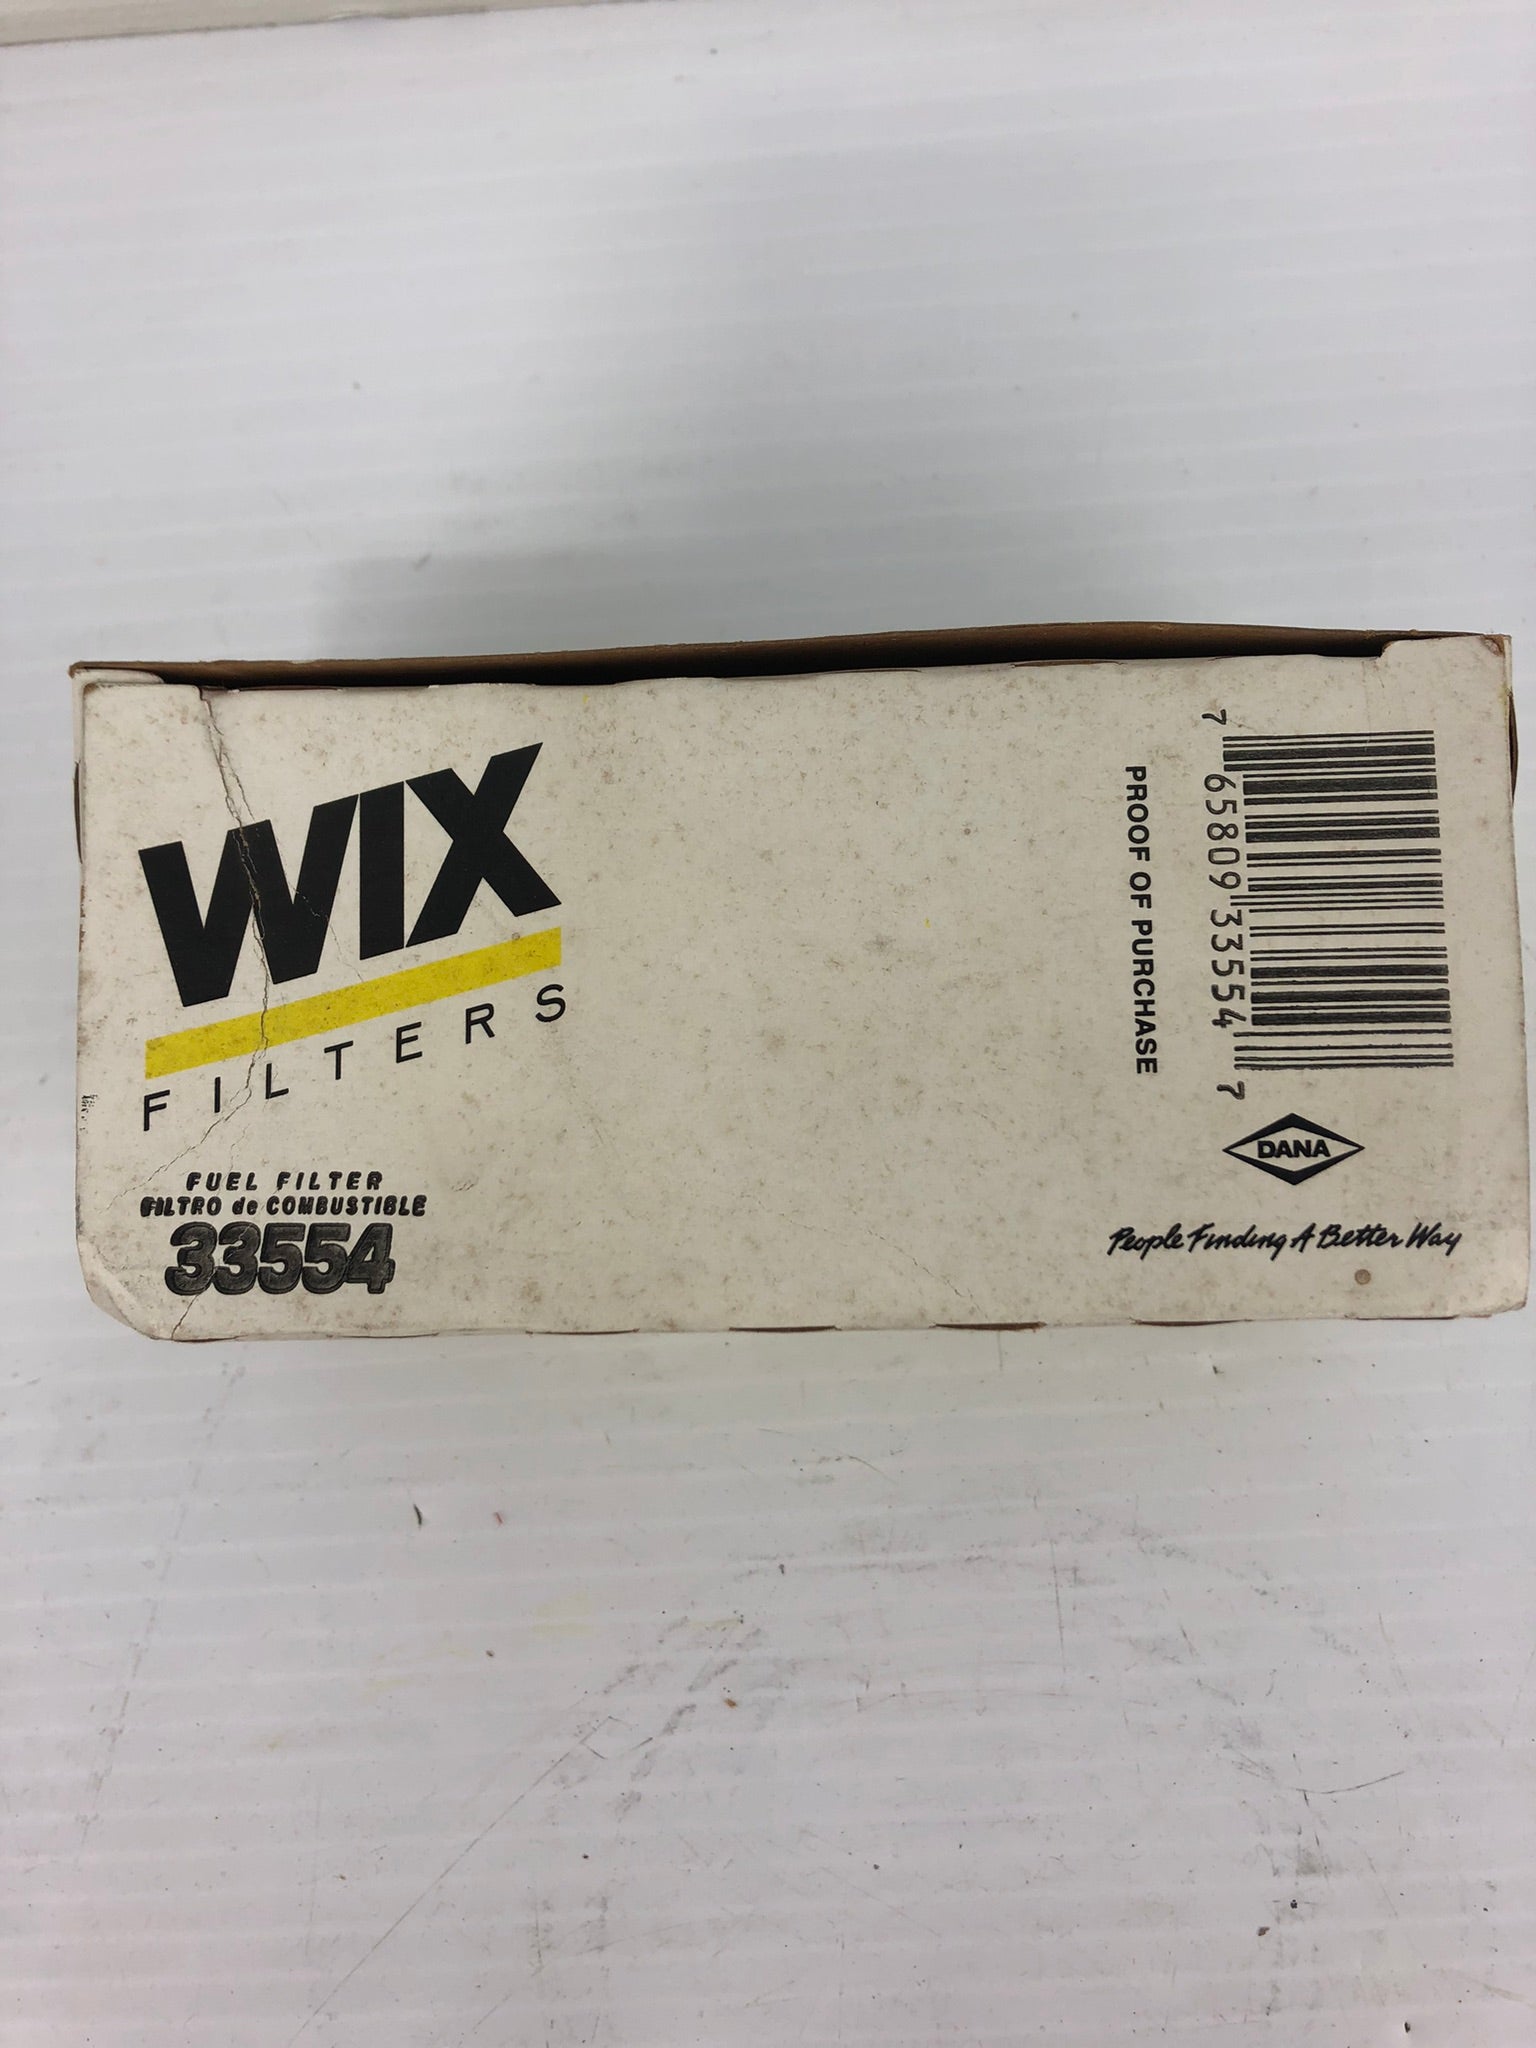 WIX
FILTERS
FUEL FILTER
FILTRO de COMBUSTIBLE
33554
PROOF OF PURCHASE
7 65809 33554 7
DANA
People Finding A Better Way